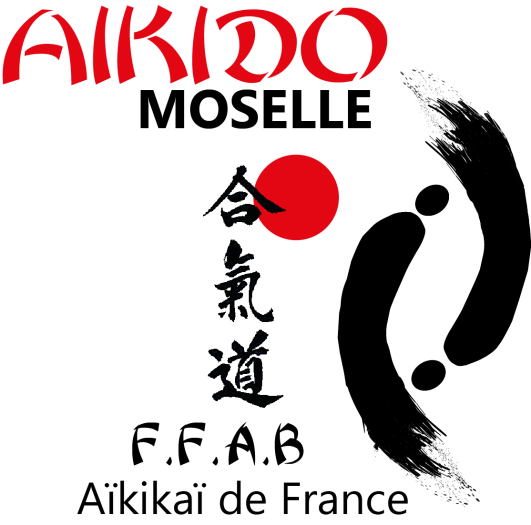 AIKIDO
MOSELLE
合
氣
道
F.F.A.B
Aïkikaï de France